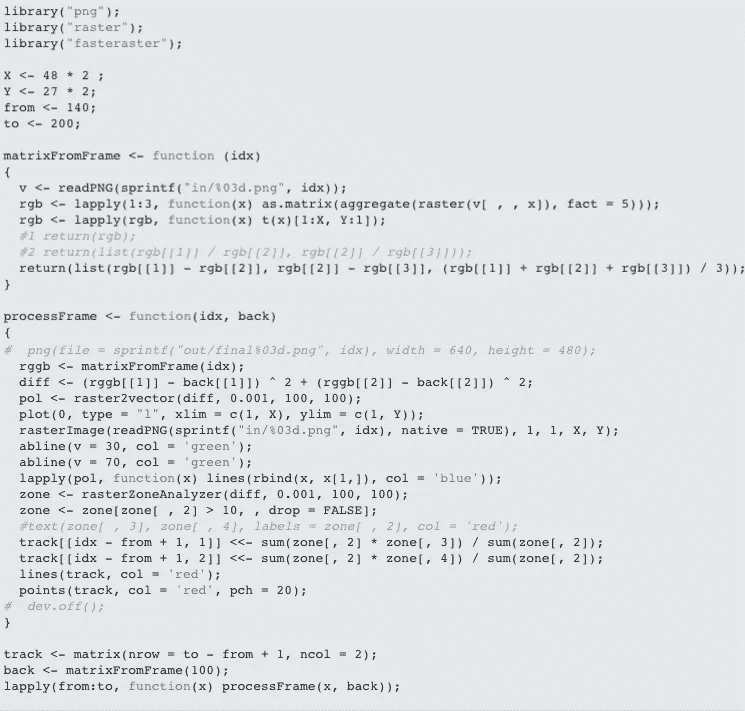 library("png");
library("raster");
library("fasteraster");

X <- 48 * 2 ;
Y <- 27 * 2;
from <- 140;
to <- 200;

matrixFromFrame <- function (idx)
{
  v <- readPNG(sprintf("in/%03d.png", idx));
  rgb <- lapply(1:3, function(x) as.matrix(aggregate(raster(v[ , , x]), fact = 5)));
  rgb <- lapply(rgb, function(x) t(x)[1:X, Y:1]);
  #1 return(rgb);
  #2 return(list(rgb[[1]] / rgb[[2]], rgb[[2]] / rgb[[3]]));
  return(list(rgb[[1]] - rgb[[2]], rgb[[2]] - rgb[[3]], (rgb[[1]] + rgb[[2]] + rgb[[3]]) / 3));
}

processFrame <- function(idx, back)
{
#  png(file = sprintf("out/final%03d.png", idx), width = 640, height = 480);
  rggb <- matrixFromFrame(idx);
  diff <- (rggb[[1]] - back[[1]]) ^ 2 + (rggb[[2]] - back[[2]]) ^ 2;
  pol <- raster2vector(diff, 0.001, 100, 100);
  plot(0, type = "l", xlim = c(1, X), ylim = c(1, Y));
  rasterImage(readPNG(sprintf("in/%03d.png", idx), native = TRUE), 1, 1, X, Y);
  abline(v = 30, col = 'green');
  abline(v = 70, col = 'green');
  lapply(pol, function(x) lines(rbind(x, x[1,]), col = 'blue'));
  zone <- rasterZoneAnalyzer(diff, 0.001, 100, 100);
  zone <- zone[zone[ , 2] > 10, , drop = FALSE];
  #text(zone[ , 3], zone[ , 4], labels = zone[ , 2], col = 'red');
  track[[idx - from + 1, 1]] <<- sum(zone[, 2] * zone[, 3]) / sum(zone[, 2]);
  track[[idx - from + 1, 2]] <<- sum(zone[, 2] * zone[, 4]) / sum(zone[, 2]);
  lines(track, col = 'red');
  points(track, col = 'red', pch = 20);
#  dev.off();
}

track <- matrix(nrow = to - from + 1, ncol = 2);
back <- matrixFromFrame(100);
lapply(from:to, function(x) processFrame(x, back));